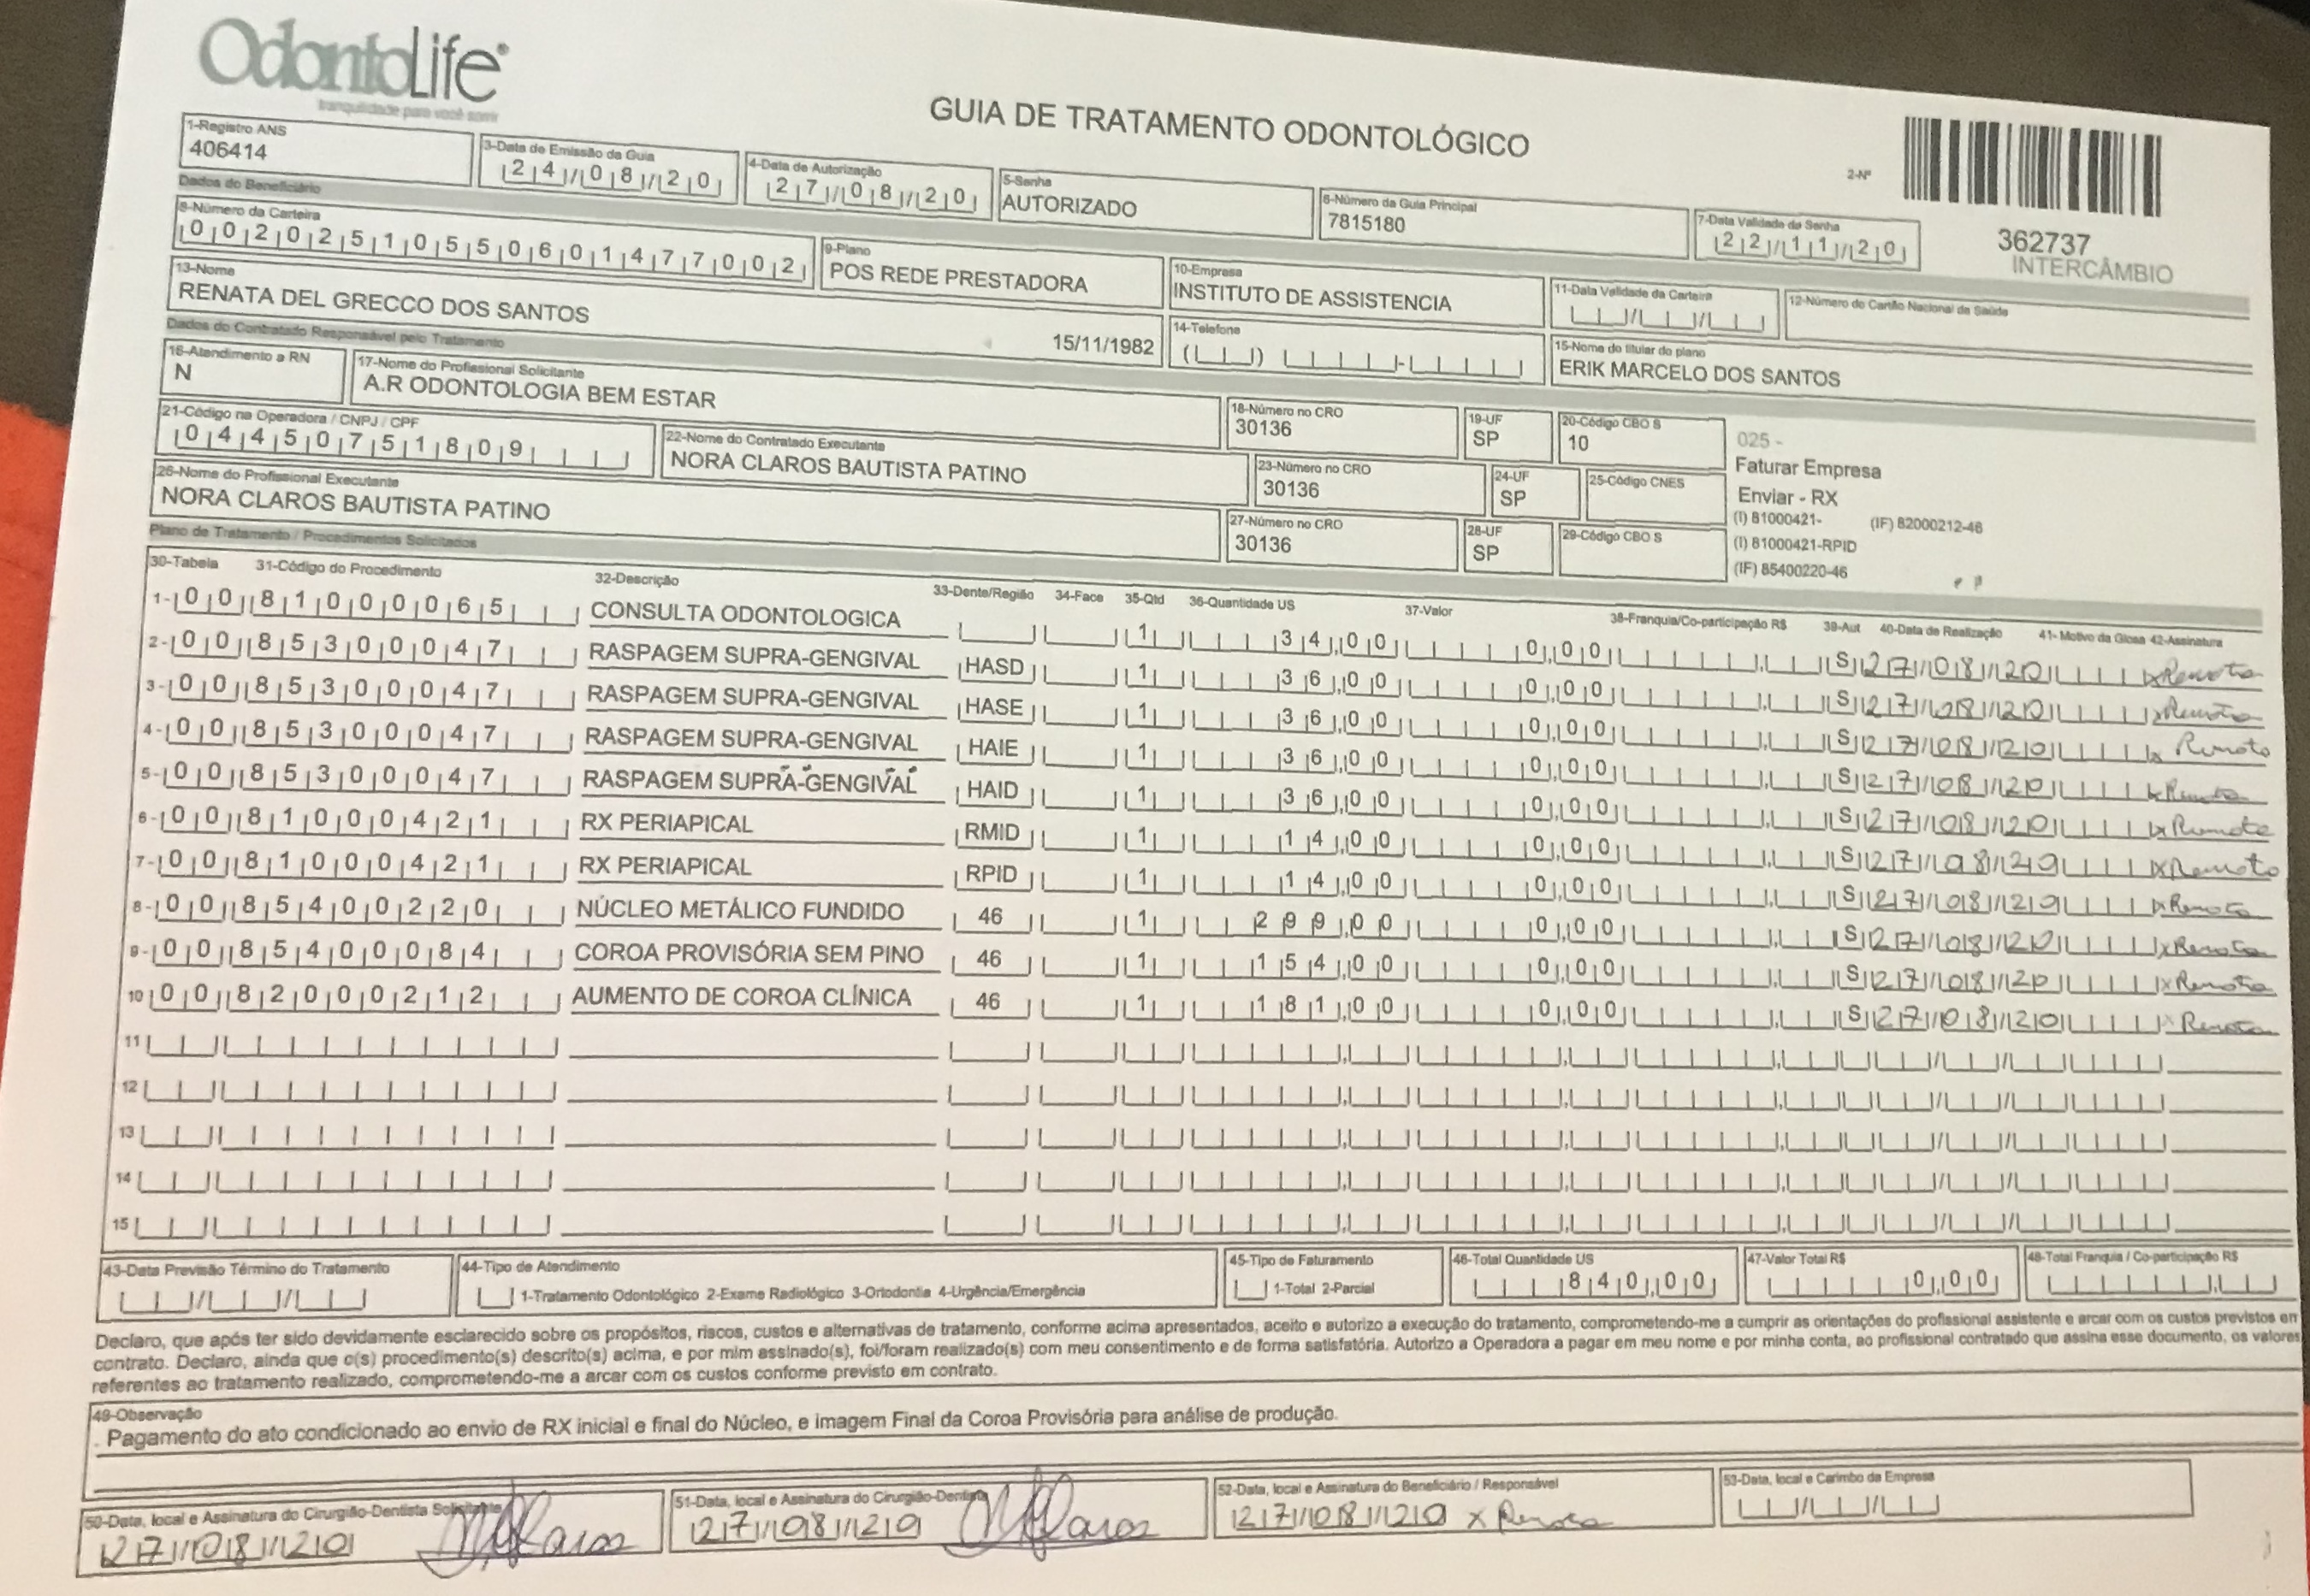 OdontoLife®
tranquilidade para você sorrir
GUIA DE TRATAMENTO ODONTOLÓGICO
2-Nº
362737
INTERCÂMBIO
1-Registro ANS
406414
3-Data de Emissão da Guia
24/08/20
4-Data de Autorização
27/08/20
5-Senha
AUTORIZADO
6-Número da Guia Principal
7815180
7-Data Validade da Senha
22/11/20
Dados do Beneficiário
8-Número da Carteira
00202510550601477002
9-Plano
POS REDE PRESTADORA
10-Empresa
INSTITUTO DE ASSISTENCIA
11-Data Validade da Carteira
12-Número do Cartão Nacional de Saúde
13-Nome
RENATA DEL GRECCO DOS SANTOS
15/11/1982
14-Telefone
15-Nome do titular do plano
ERIK MARCELO DOS SANTOS
Dados do Contratado Responsável pelo Tratamento
16-Atendimento a RN
N
17-Nome do Profissional Solicitante
A.R ODONTOLOGIA BEM ESTAR
18-Número no CRO
30136
19-UF
SP
20-Código CBO S
10
025 -
Faturar Empresa
Enviar - RX
(I) 81000421- (IF) 82000212-46
(I) 81000421-RPID
(IF) 85400220-46
21-Código na Operadora / CNPJ / CPF
04450751809
22-Nome do Contratado Executante
NORA CLAROS BAUTISTA PATINO
23-Número no CRO
30136
24-UF
SP
25-Código CNES
26-Nome do Profissional Executante
NORA CLAROS BAUTISTA PATINO
27-Número no CRO
30136
28-UF
SP
29-Código CBO S
Plano de Tratamento / Procedimentos Solicitados
30-Tabela 31-Código do Procedimento 32-Descrição 33-Dente/Região 34-Face 35-Qtd 36-Quantidade US 37-Valor 38-Franquia/Co-participação R$ 39-Aut 40-Data de Realização 41- Motivo da Glosa 42-Assinatura
1- 00 81000065 CONSULTA ODONTOLOGICA 1 34,00 0,00 S 27/08/20 x Renata
2- 00 85300047 RASPAGEM SUPRA-GENGIVAL HASD 1 36,00 0,00 S 27/08/20 x Renata
3- 00 85300047 RASPAGEM SUPRA-GENGIVAL HASE 1 36,00 0,00 S 27/08/20 x Renata
4- 00 85300047 RASPAGEM SUPRA-GENGIVAL HAIE 1 36,00 0,00 S 27/08/20 x Renata
5- 00 85300047 RASPAGEM SUPRA-GENGIVAL HAID 1 36,00 0,00 S 27/08/20 x Renata
6- 00 81000421 RX PERIAPICAL RMID 1 14,00 0,00 S 27/08/20 x Renata
7- 00 81000421 RX PERIAPICAL RPID 1 14,00 0,00 S 27/08/20 x Renata
8- 00 85400220 NÚCLEO METÁLICO FUNDIDO 46 1 299,00 0,00 S 27/08/20 x Renata
9- 00 85400084 COROA PROVISÓRIA SEM PINO 46 1 154,00 0,00 S 27/08/20 x Renata
10 00 82000212 AUMENTO DE COROA CLÍNICA 46 1 181,00 0,00 S 27/08/20 x Renata
11
12
13
14
15
43-Data Previsão Término do Tratamento
44-Tipo de Atendimento
1-Tratamento Odontológico 2-Exame Radiológico 3-Ortodontia 4-Urgência/Emergência
45-Tipo de Faturamento
1-Total 2-Parcial
46-Total Quantidade US
840,00
47-Valor Total R$
0,00
48-Total Franquia / Co-participação R$
Declaro, que após ter sido devidamente esclarecido sobre os propósitos, riscos, custos e alternativas de tratamento, conforme acima apresentados, aceito e autorizo a execução do tratamento, comprometendo-me a cumprir as orientações do profissional assistente e arcar com os custos previstos em
contrato. Declaro, ainda que o(s) procedimento(s) descrito(s) acima, e por mim assinado(s), foi/foram realizado(s) com meu consentimento e de forma satisfatória. Autorizo a Operadora a pagar em meu nome e por minha conta, ao profissional contratado que assina esse documento, os valores
referentes ao tratamento realizado, comprometendo-me a arcar com os custos conforme previsto em contrato.
49-Observação
. Pagamento do ato condicionado ao envio de RX inicial e final do Núcleo, e imagem Final da Coroa Provisória para análise de produção.
50-Data, local e Assinatura do Cirurgião-Dentista Solicitante
27/08/20
51-Data, local e Assinatura do Cirurgião-Dentista
27/08/20
52-Data, local e Assinatura do Beneficiário / Responsável
27/08/20 x Renata
53-Data, local e Carimbo da Empresa